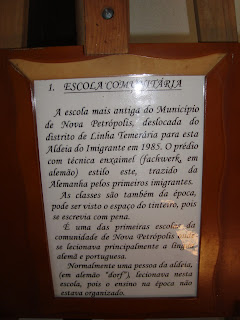 1. ESCOLA COMUNITÁRIA
A escola mais antiga do Município
de Nova Petrópolis, deslocada do
distrito de Linha Temerária para esta
Aldeia do Imigrante em 1985. O prédio
com técnica enxaimel (fachwerk, em
alemão) estilo este, trazido da
Alemanha pelos primeiros imigrantes.
As classes são também da época,
pode ser visto o espaço do tinteiro, pois
se escrevia com pena.
É uma das primeiras escolas da
comunidade de Nova Petrópolis onde
se lecionava principalmente a língua
alemã e portuguesa.
Normalmente uma pessoa da aldeia,
(em alemão "dorf"), lecionava nesta
escola, pois o ensino na época não
estava organizado.